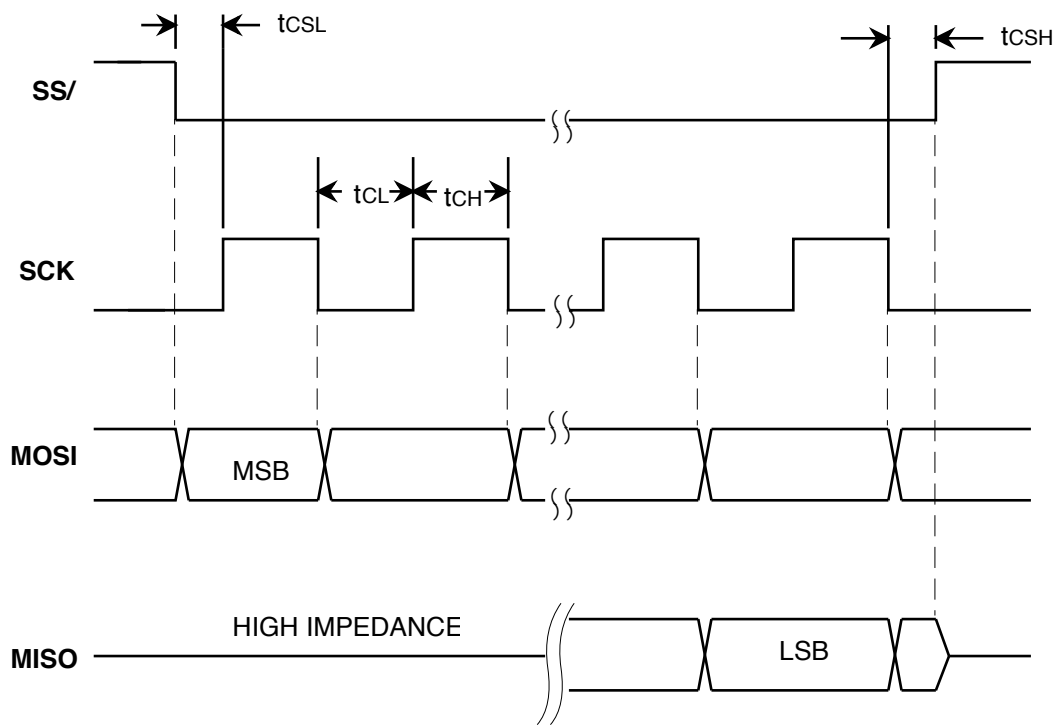 tCSL
tCSH
SS/
tCL
tCH
SCK
MOSI
MSB
HIGH IMPEDANCE
MISO
LSB